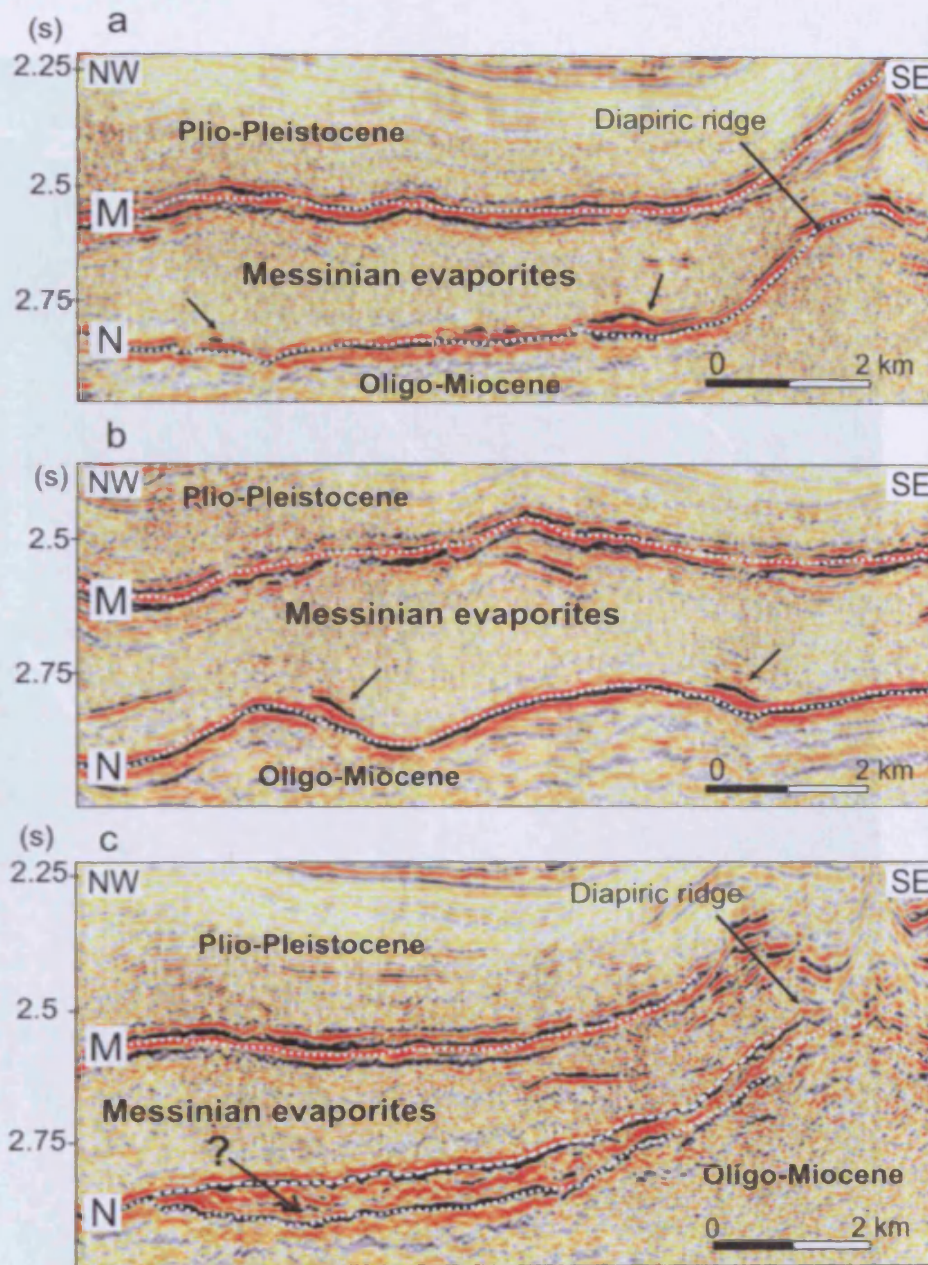 a
(s)
2.25
NW
SE
Plio-Pleistocene
Diapiric ridge
2.5
M
Messinian evaporites
2.75
N
Oligo-Miocene
0 2 km
b
(s)
NW
SE
Plio-Pleistocene
2.5
M
Messinian evaporites
2.75
N
Oligo-Miocene
0 2 km
c
(s)
2.25
NW
SE
Diapiric ridge
Plio-Pleistocene
2.5
M
Messinian evaporites
2.75
?
Oligo-Miocene
N
0 2 km